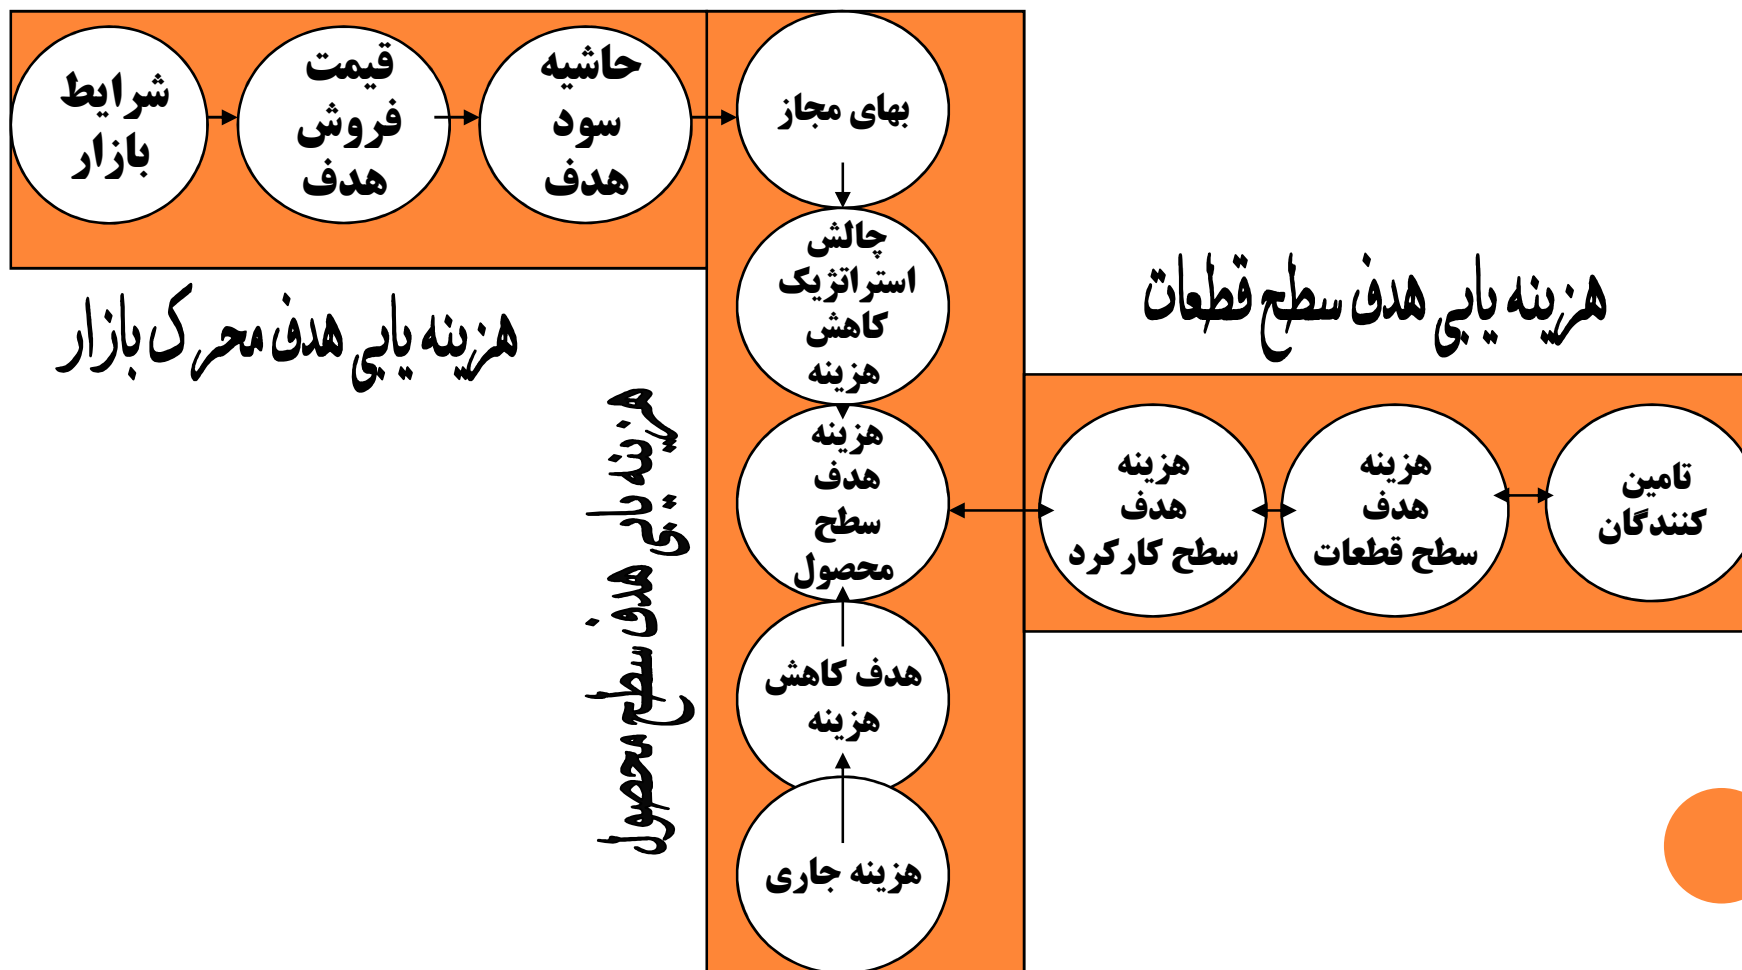 شرایط
بازار
قیمت
فروش
هدف
حاشیه
سود
هدف
بهای مجاز
چالش
استراتژیک
کاهش
هزینه
هزینه
هدف
سطح
محصول
هدف کاهش
هزینه
هزینه جاری
هزینه یابی هدف محرک بازار
هزینه یابی هدف سطح محصول
هزینه یابی هدف سطح قطعات
هزینه
هدف
سطح کارکرد
هزینه
هدف
سطح قطعات
تامین
کنندگان